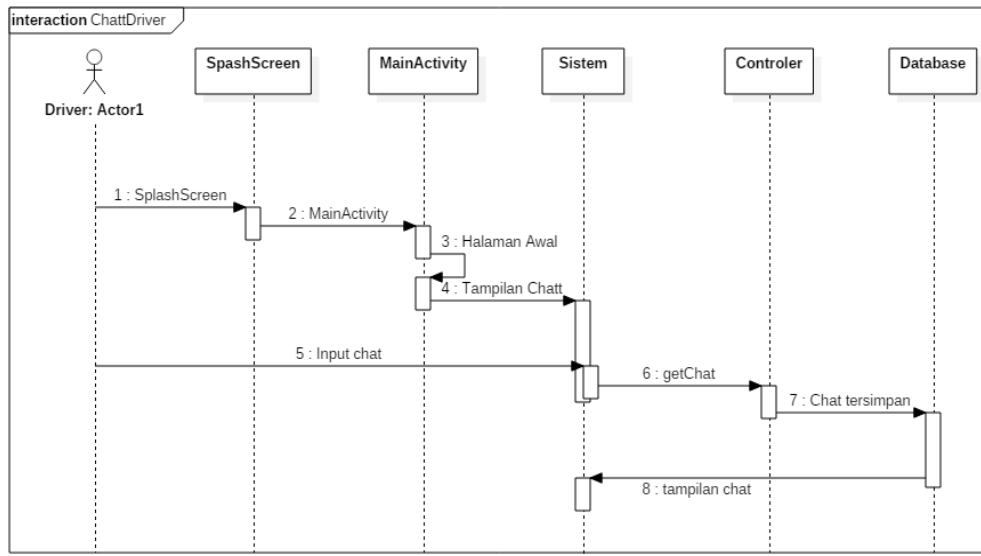 interaction ChattDriver
SpashScreen
MainActivity
Sistem
Controler
Database
Driver: Actor1
1 : SplashScreen
2 : MainActivity
3 : Halaman Awal
4 : Tampilan Chatt
5 : Input chat
6 : getChat
7 : Chat tersimpan
8 : tampilan chat